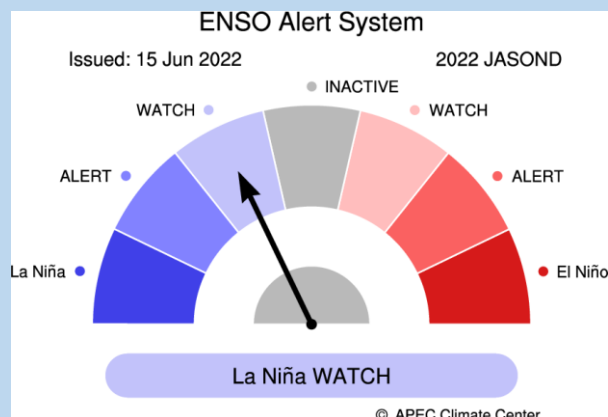 ENSO Alert System
Issued: 15 Jun 2022 2022 JASOND
INACTIVE
WATCH WATCH
ALERT ALERT
La Niña El Niño
La Niña WATCH
© APEC Climate Center